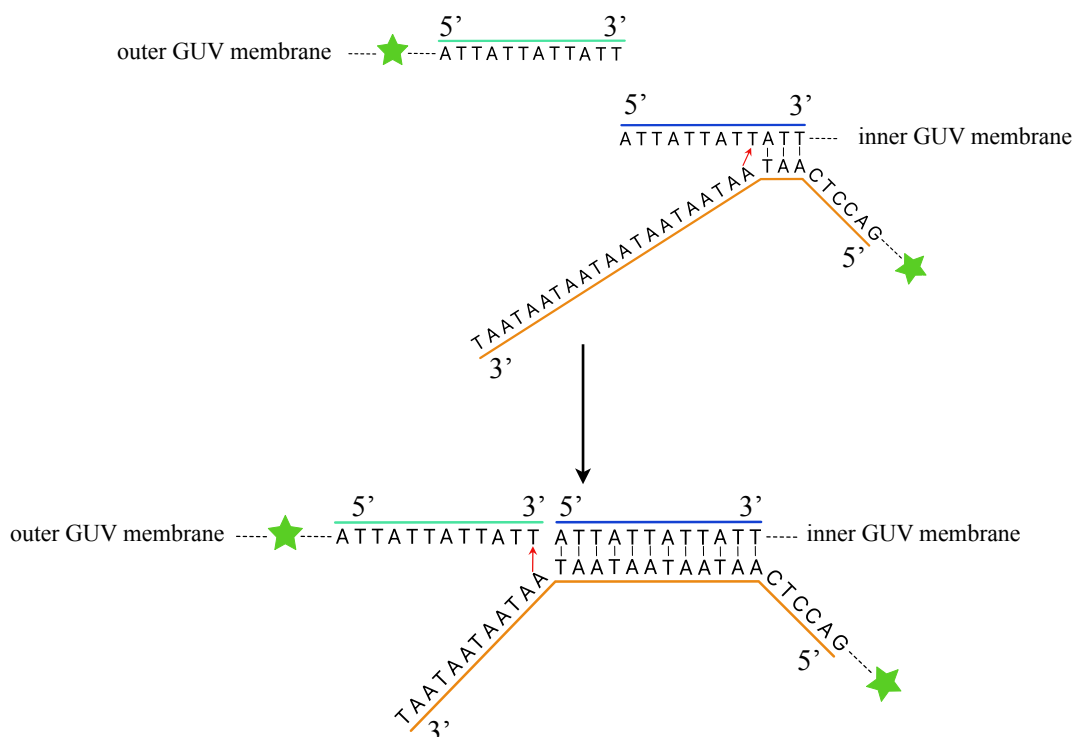 5’ 3’
outer GUV membrane ATTATTATTATT
5’ 3’
ATTATTATTATT inner GUV membrane
TAATAATAATAATAATAATAA TAA CTCCAG
5’
3’
5’ 3’ 5’ 3’
outer GUV membrane ATTATTATTATT ATTATTATTATT inner GUV membrane
TAATAATAATAA TAATAATAATAA CTCCAG
5’
3’